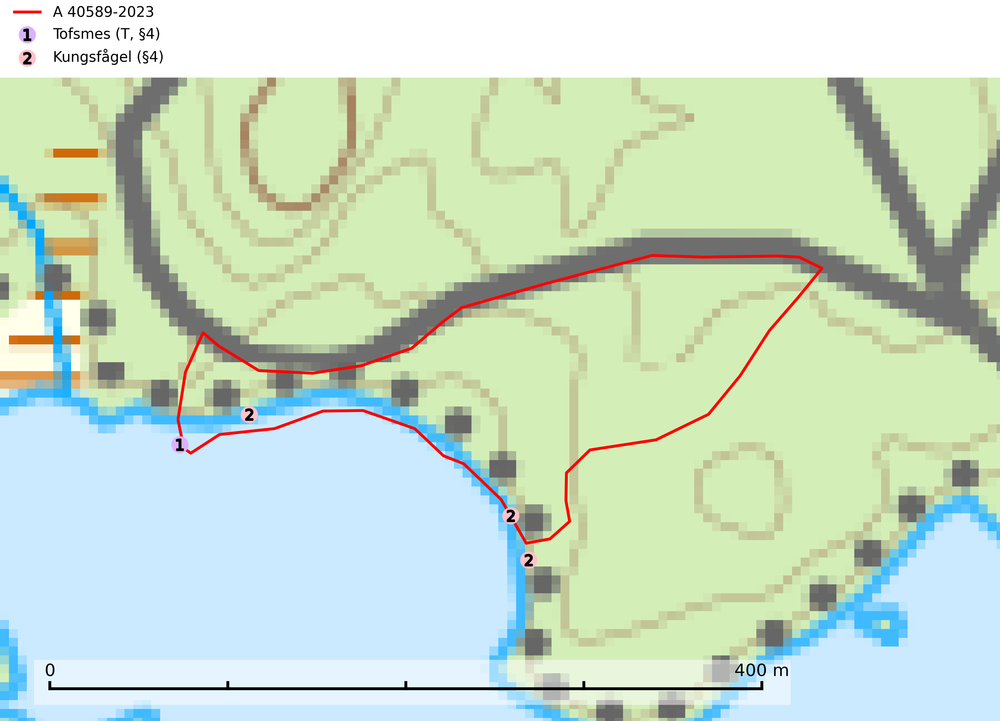 A 40589-2023
1 Tofsmes (T, §4)
2 Kungsfågel (§4)
2
1
2
2
0 400 m